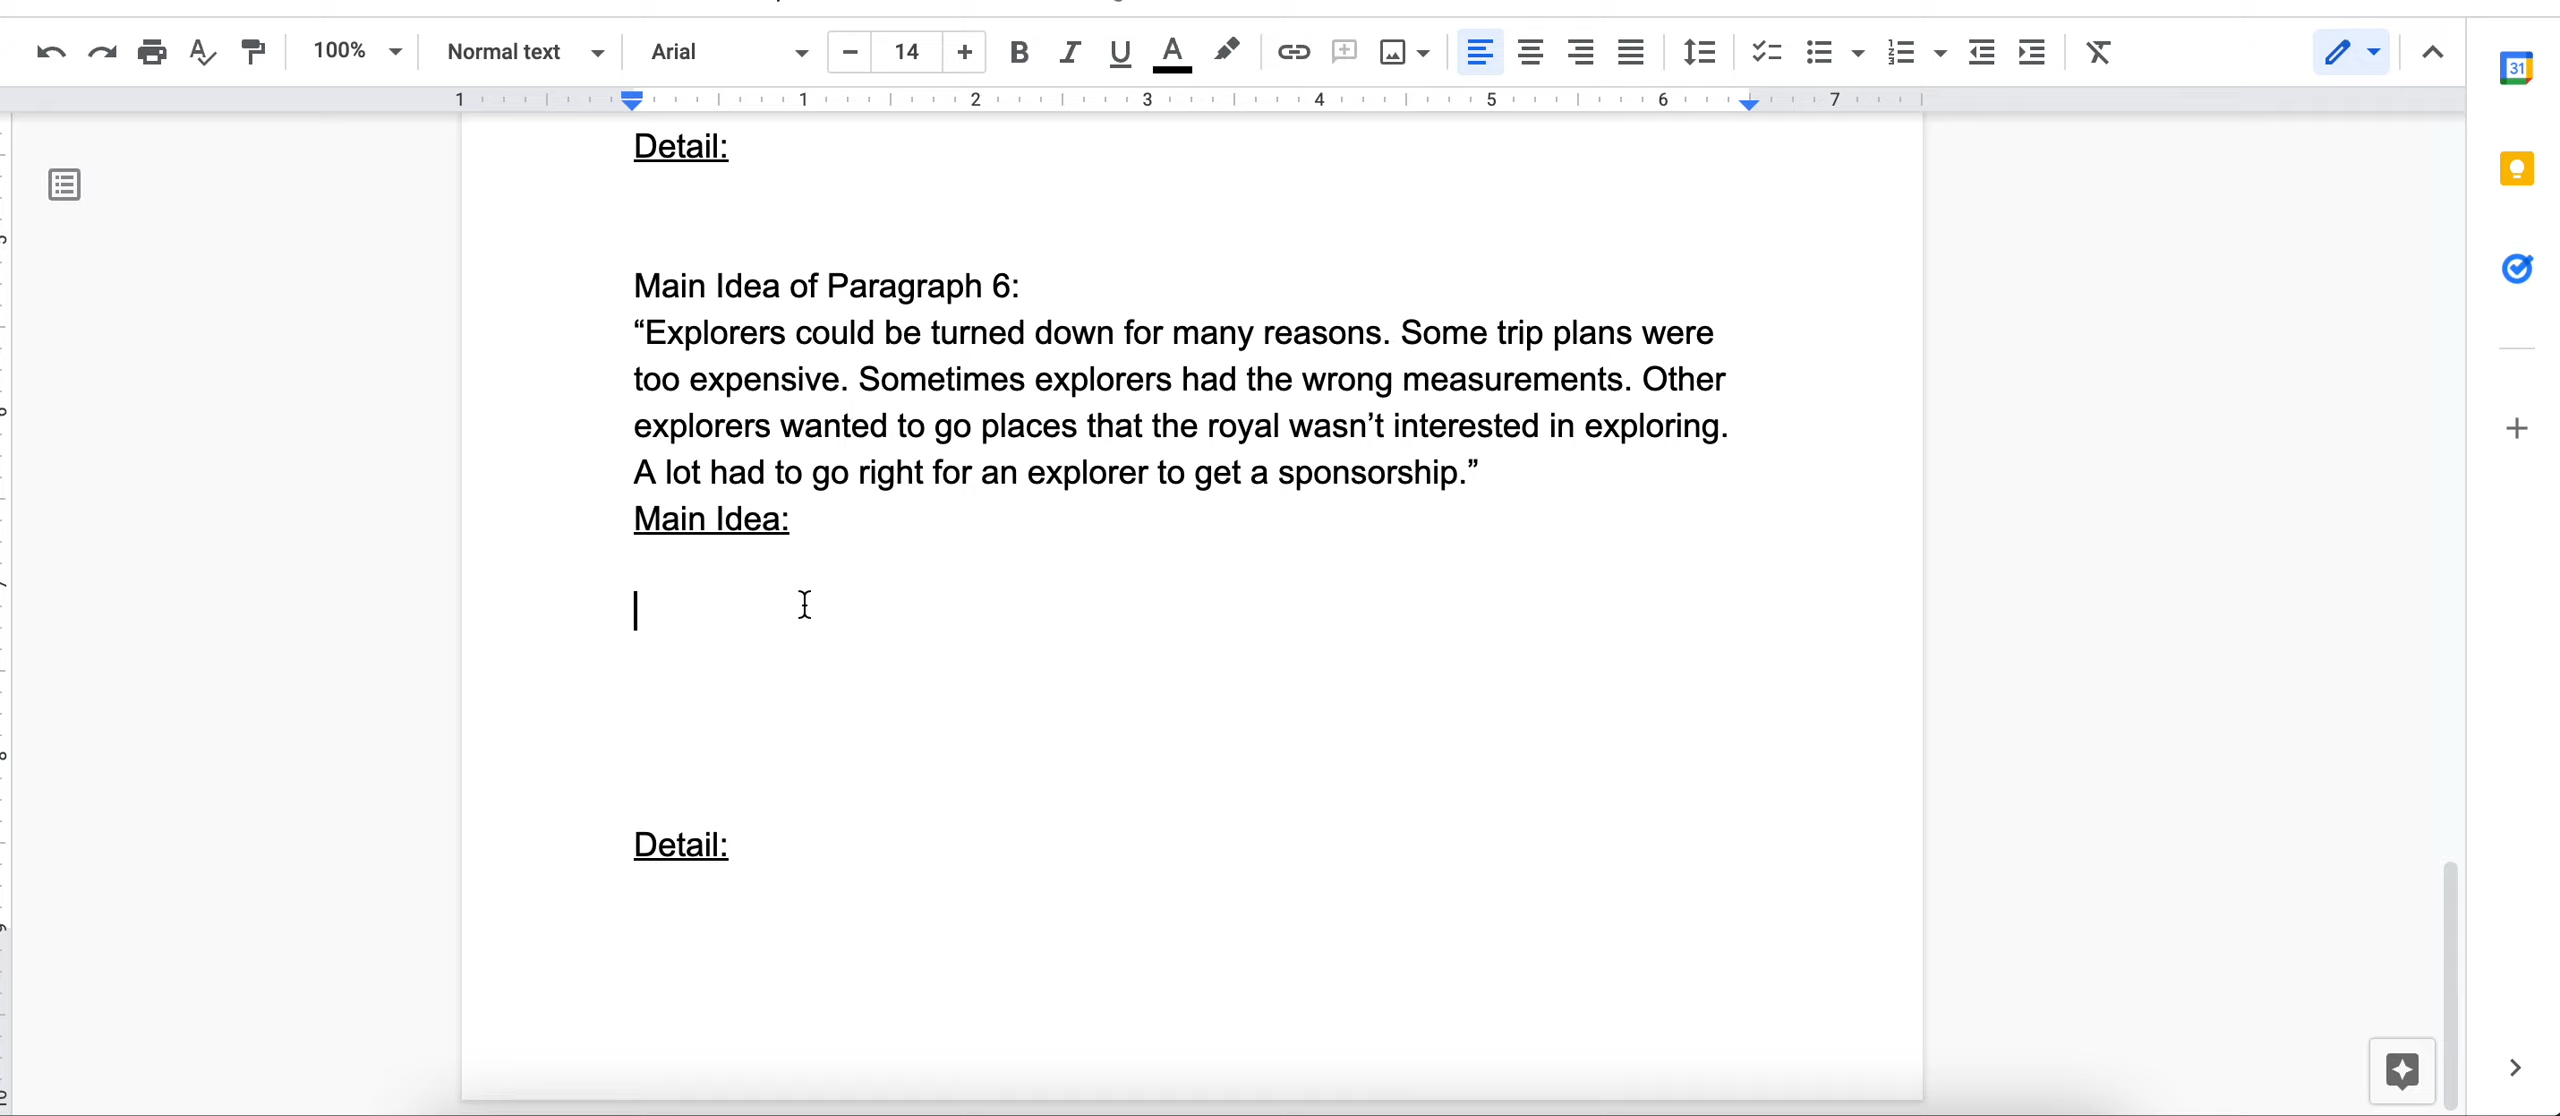 100% Normal text Arial − 14 + B I U A
31
1 1 2 3 4 5 6 7
Detail:
Main Idea of Paragraph 6:
“Explorers could be turned down for many reasons. Some trip plans were
too expensive. Sometimes explorers had the wrong measurements. Other
explorers wanted to go places that the royal wasn’t interested in exploring.
A lot had to go right for an explorer to get a sponsorship.”
Main Idea:
Detail: